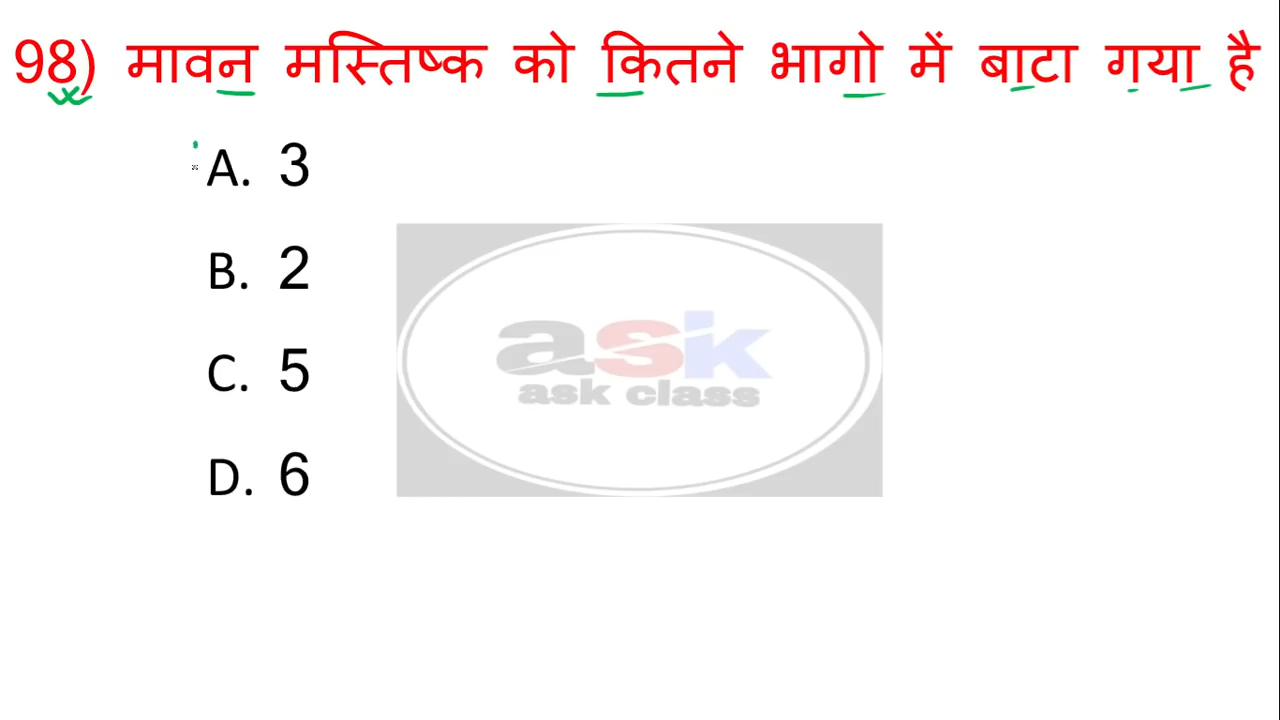 98) मावन मस्तिष्क को कितने भागो में बाटा गया है
A. 3
B. 2
ask
C. 5
ask class
D. 6